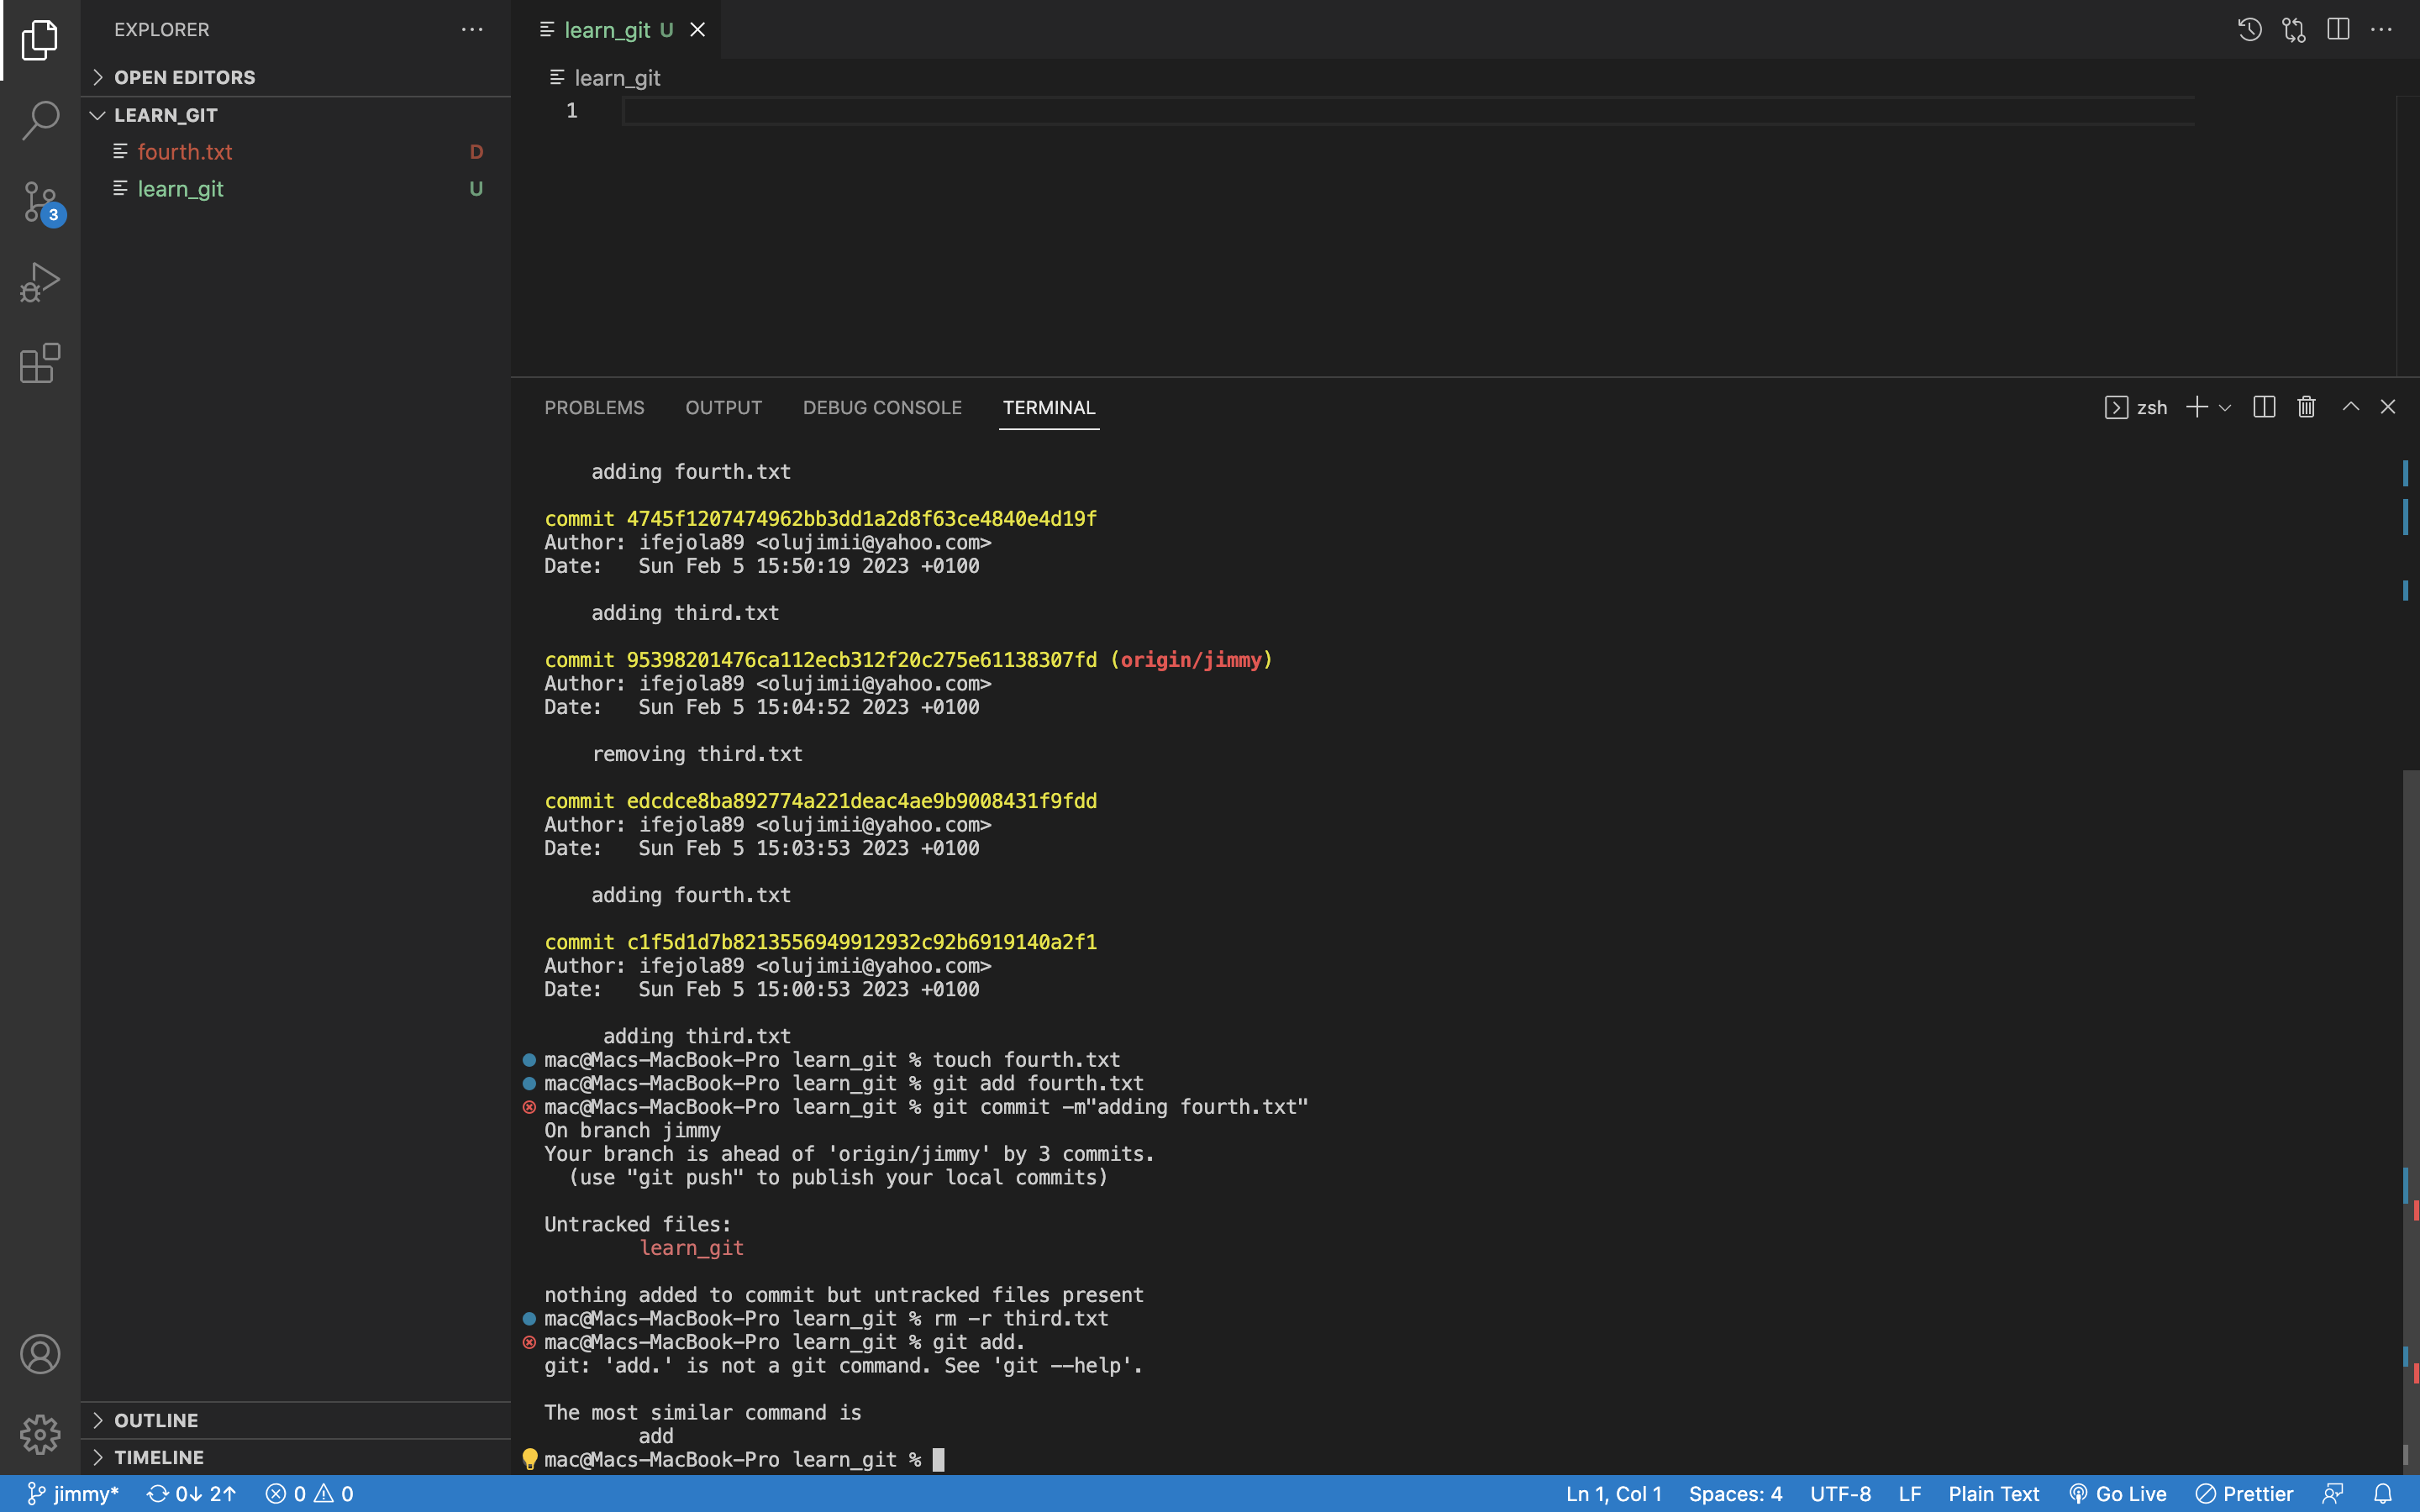 EXPLORER
OPEN EDITORS
LEARN_GIT
fourth.txt D
learn_git U
3
OUTLINE
TIMELINE
learn_git U
learn_git
1
PROBLEMS OUTPUT DEBUG CONSOLE TERMINAL
zsh
adding fourth.txt
commit 4745f1207474962bb3dd1a2d8f63ce4840e4d19f
Author: ifejola89 <olujimii@yahoo.com>
Date: Sun Feb 5 15:50:19 2023 +0100
adding third.txt
commit 95398201476ca112ecb312f20c275e61138307fd (origin/jimmy)
Author: ifejola89 <olujimii@yahoo.com>
Date: Sun Feb 5 15:04:52 2023 +0100
removing third.txt
commit edcdce8ba892774a221deac4ae9b9008431f9fdd
Author: ifejola89 <olujimii@yahoo.com>
Date: Sun Feb 5 15:03:53 2023 +0100
adding fourth.txt
commit c1f5d1d7b8213556949912932c92b6919140a2f1
Author: ifejola89 <olujimii@yahoo.com>
Date: Sun Feb 5 15:00:53 2023 +0100
adding third.txt
mac@Macs-MacBook-Pro learn_git % touch fourth.txt
mac@Macs-MacBook-Pro learn_git % git add fourth.txt
mac@Macs-MacBook-Pro learn_git % git commit -m"adding fourth.txt"
On branch jimmy
Your branch is ahead of 'origin/jimmy' by 3 commits.
(use "git push" to publish your local commits)
Untracked files:
learn_git
nothing added to commit but untracked files present
mac@Macs-MacBook-Pro learn_git % rm -r third.txt
mac@Macs-MacBook-Pro learn_git % git add.
git: 'add.' is not a git command. See 'git --help'.
The most similar command is
add
mac@Macs-MacBook-Pro learn_git %
jimmy* 0↓ 2↑ 0 0 Ln 1, Col 1 Spaces: 4 UTF-8 LF Plain Text Go Live Prettier